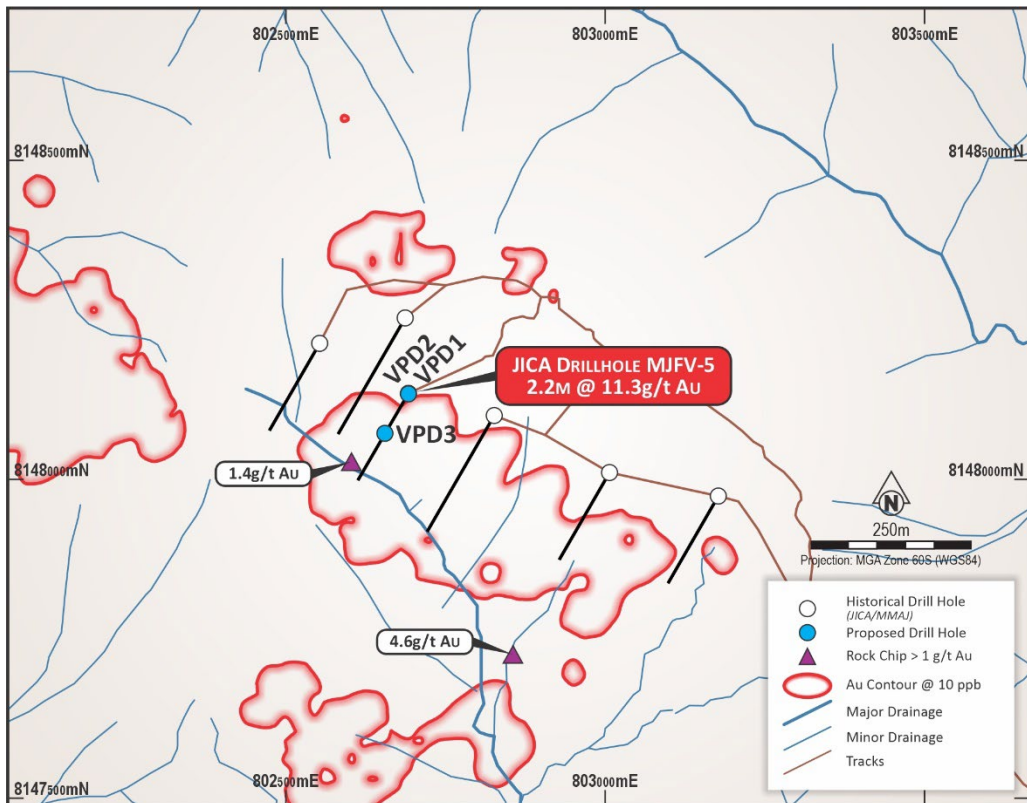 802500mE
803000mE
803500mE
8148500mN
8148500mN
VPD2
VPD1
JICA DRILLHOLE MJFV-5
2.2M @ 11.3g/t AU
VPD3
1.4g/t AU
8148000mN
8148000mN
N
250m
Projection: MGA Zone 60S (WGS84)
4.6g/t AU
Historical Drill Hole
(JICA/MMAJ)
Proposed Drill Hole
Rock Chip > 1 g/t Au
Au Contour @ 10 ppb
Major Drainage
Minor Drainage
Tracks
802500mE
803000mE
8147500mN